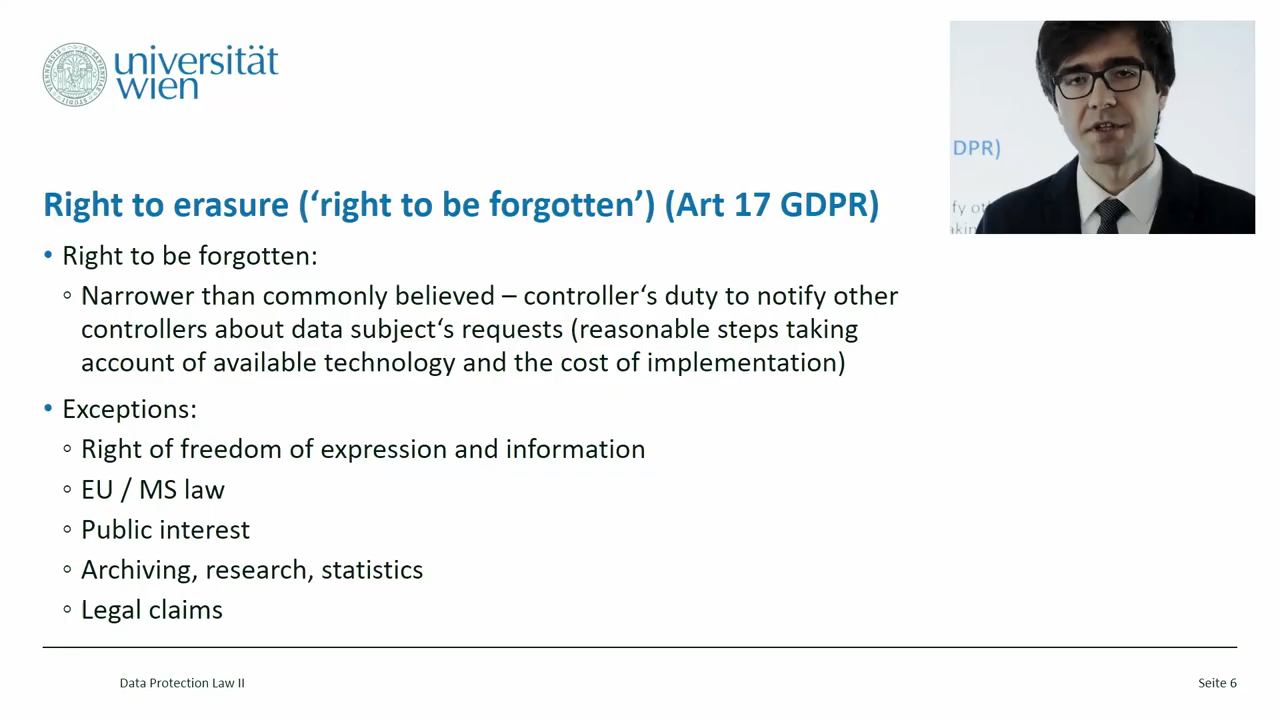 universität
wien
DPR)
Right to erasure (‘right to be forgotten’) (Art 17 GDPR)
• Right to be forgotten:
◦ Narrower than commonly believed – controller‘s duty to notify other
controllers about data subject‘s requests (reasonable steps taking
account of available technology and the cost of implementation)
• Exceptions:
◦ Right of freedom of expression and information
◦ EU / MS law
◦ Public interest
◦ Archiving, research, statistics
◦ Legal claims
Data Protection Law II
Seite 6